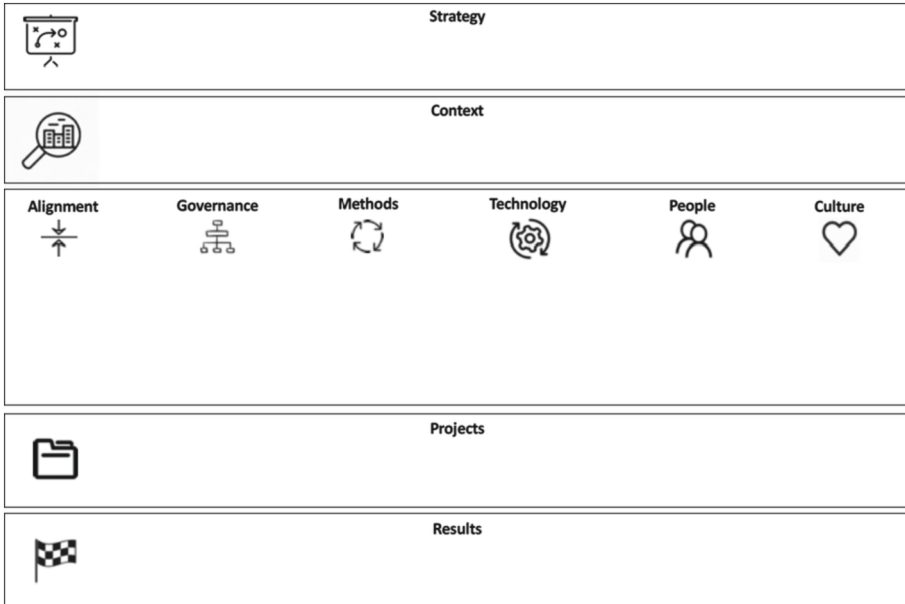 Strategy
Context
Alignment Governance Methods Technology People Culture
Projects
Results